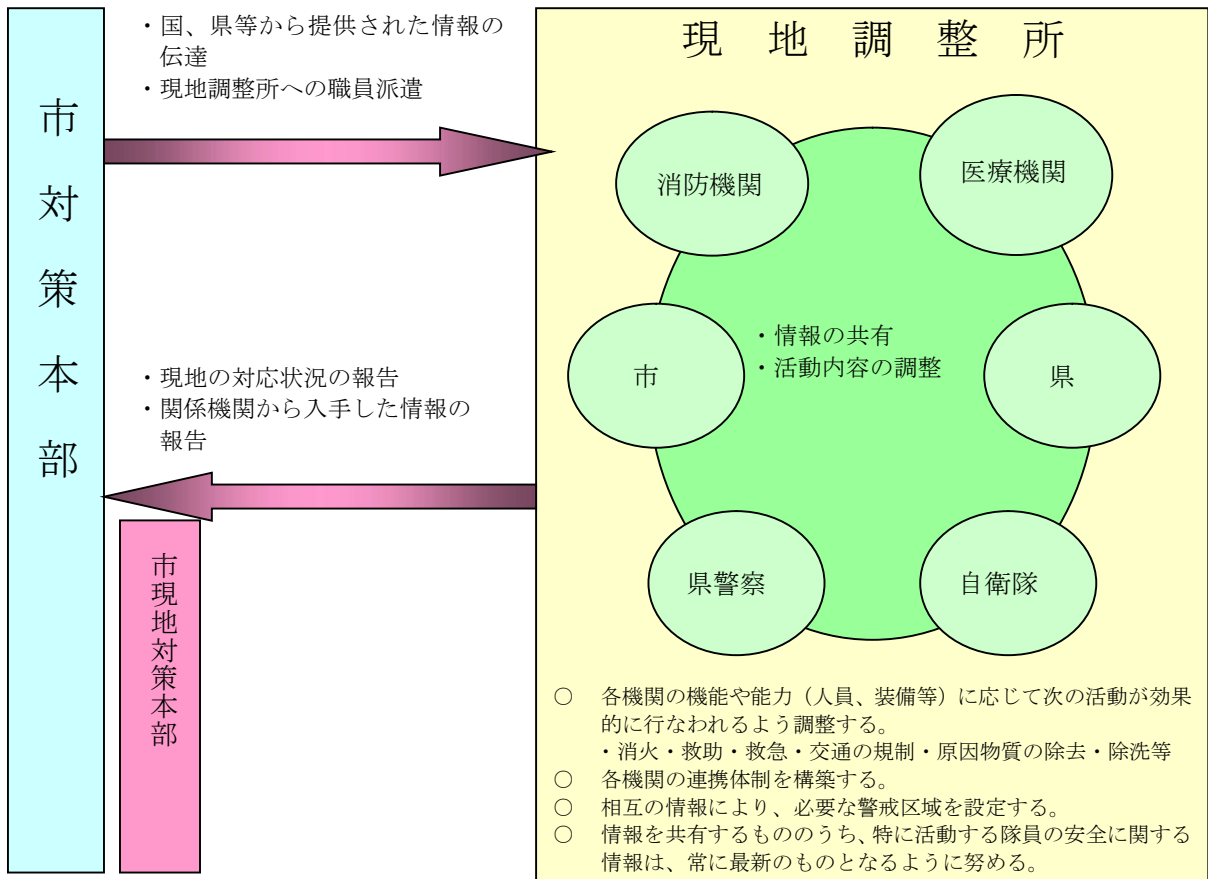 市対策本部
・国、県等から提供された情報の
伝達
・現地調整所への職員派遣
・現地の対応状況の報告
・関係機関から入手した情報の
報告
市現地対策本部
現地調整所
消防機関
医療機関
市
・情報の共有
・活動内容の調整
県
県警察
自衛隊
○ 各機関の機能や能力（人員、装備等）に応じて次の活動が効果
的に行なわれるよう調整する。
・消火・救助・救急・交通の規制・原因物質の除去・除洗等
○ 各機関の連携体制を構築する。
○ 相互の情報により、必要な警戒区域を設定する。
○ 情報を共有するもののうち、特に活動する隊員の安全に関する
情報は、常に最新のものとなるように努める。